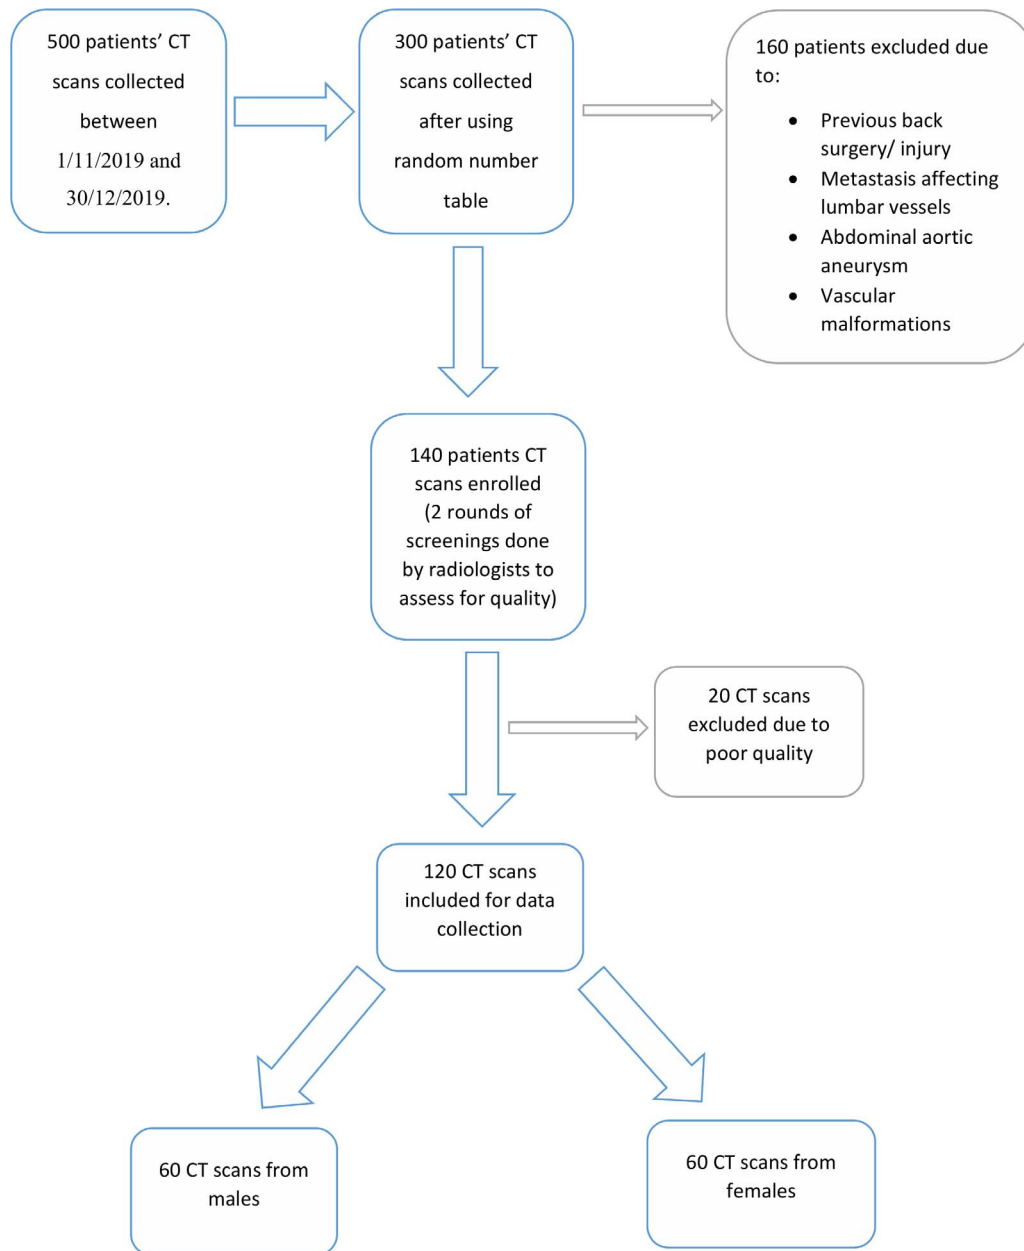 500 patients’ CT
scans collected
between
1/11/2019 and
30/12/2019.
300 patients’ CT
scans collected
after using
random number
table
160 patients excluded due
to:
• Previous back
surgery/ injury
• Metastasis affecting
lumbar vessels
• Abdominal aortic
aneurysm
• Vascular
malformations
140 patients CT
scans enrolled
(2 rounds of
screenings done
by radiologists to
assess for quality)
20 CT scans
excluded due to
poor quality
120 CT scans
included for data
collection
60 CT scans from
males
60 CT scans from
females